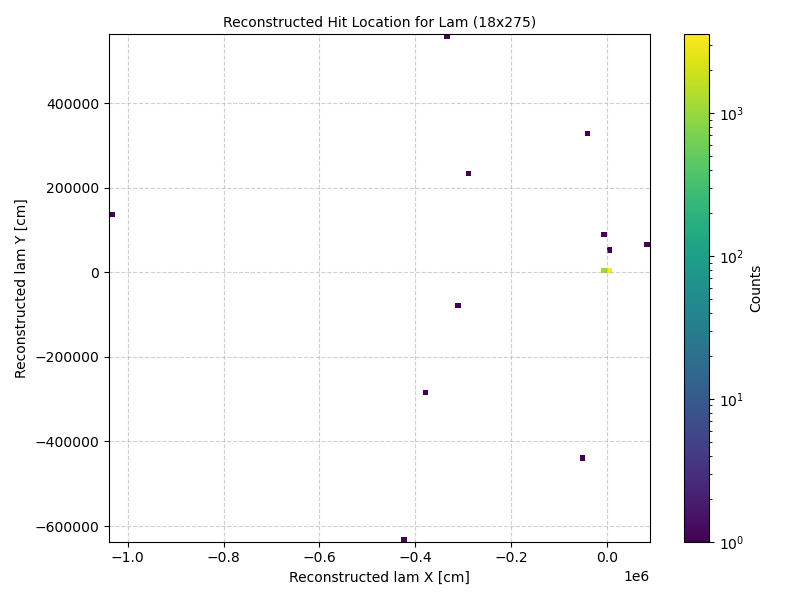 Reconstructed Hit Location for Lam (18x275)
Reconstructed lam Y [cm]
400000
200000
0
−200000
−400000
−600000
−1.0 −0.8 −0.6 −0.4 −0.2 0.0
1e6
Reconstructed lam X [cm]
10^3
10^2
10^1
10^0
Counts